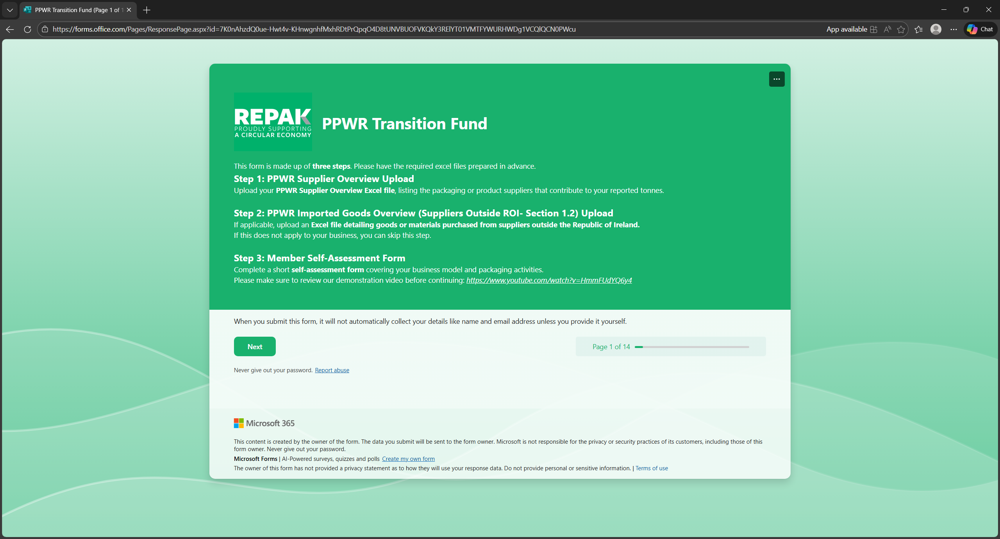 PPWR Transition Fund (Page 1 of 1
https://forms.office.com/Pages/ResponsePage.aspx?id=7K0nAhzdQ0ue-Hwt4v-KHnwgnhfMxhRDtPrQpqO4D8tUNVBUOFVKQkY3RElYT01VMTFYWURHWDg1VCQlQCN0PWcu
App available
Chat
REPAK
PROUDLY SUPPORTING
A CIRCULAR ECONOMY
PPWR Transition Fund
This form is made up of three steps. Please have the required excel files prepared in advance.
Step 1: PPWR Supplier Overview Upload
Upload your PPWR Supplier Overview Excel file, listing the packaging or product suppliers that contribute to your reported tonnes.
Step 2: PPWR Imported Goods Overview (Suppliers Outside ROI- Section 1.2) Upload
If applicable, upload an Excel file detailing goods or materials purchased from suppliers outside the Republic of Ireland.
If this does not apply to your business, you can skip this step.
Step 3: Member Self-Assessment Form
Complete a short self-assessment form covering your business model and packaging activities.
Please make sure to review our demonstration video before continuing: https://www.youtube.com/watch?v=HmmFUdYQ6y4
When you submit this form, it will not automatically collect your details like name and email address unless you provide it yourself.
Next
Page 1 of 14
Never give out your password. Report abuse
Microsoft 365
This content is created by the owner of the form. The data you submit will be sent to the form owner. Microsoft is not responsible for the privacy or security practices of its customers, including those of this
form owner. Never give out your password.
Microsoft Forms | AI-Powered surveys, quizzes and polls Create my own form
The owner of this form has not provided a privacy statement as to how they will use your response data. Do not provide personal or sensitive information. | Terms of use